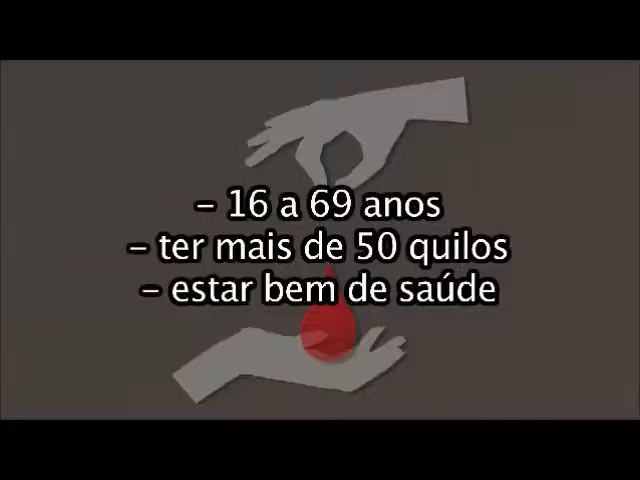 – 16 a 69 anos
– ter mais de 50 quilos
– estar bem de saúde